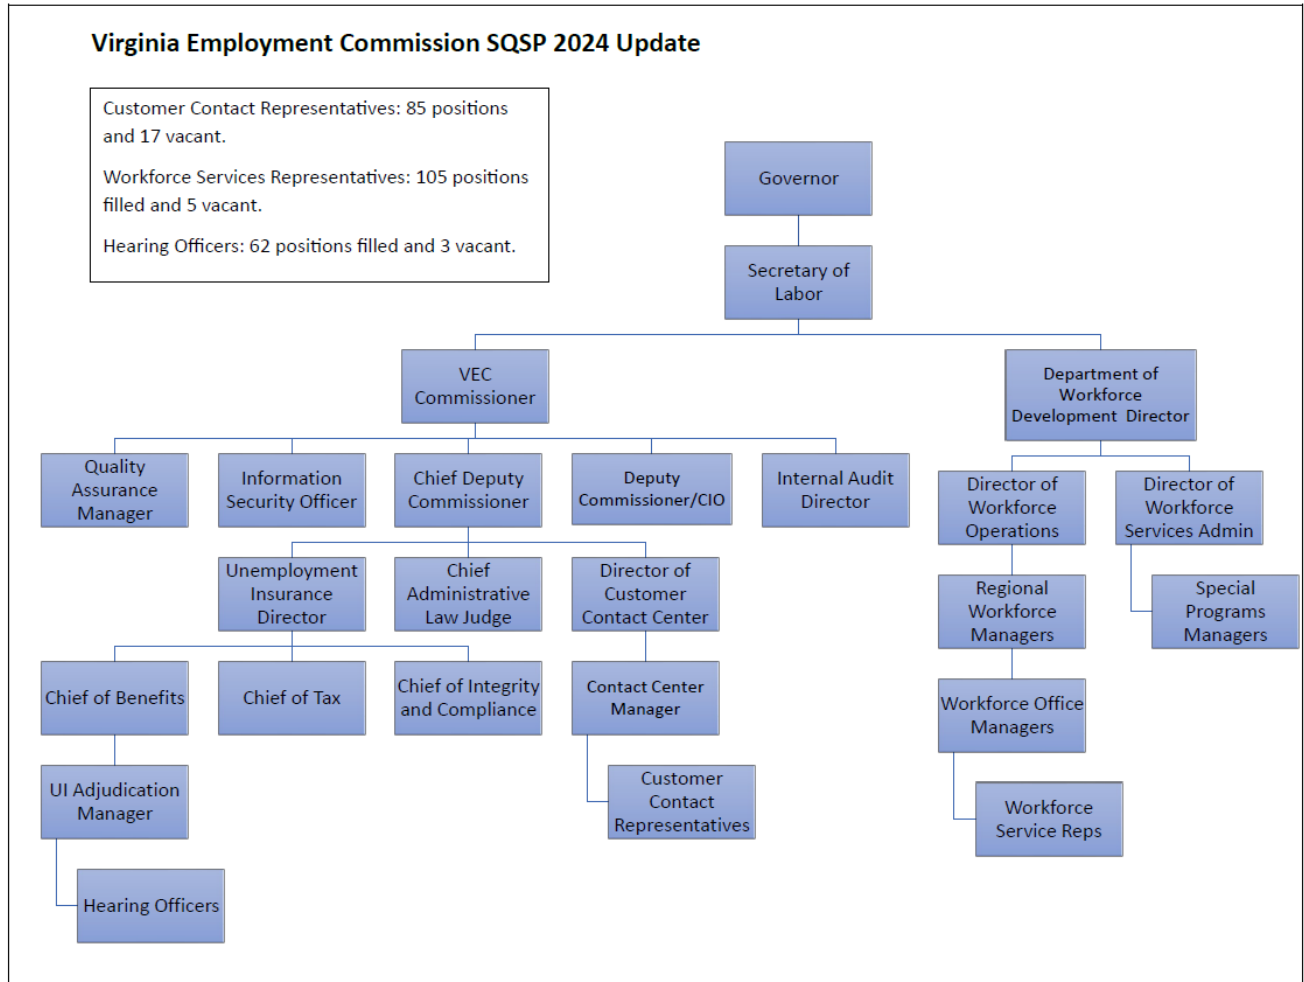 Virginia Employment Commission SQSP 2024 Update
Customer Contact Representatives: 85 positions
and 17 vacant.
Workforce Services Representatives: 105 positions
filled and 5 vacant.
Hearing Officers: 62 positions filled and 3 vacant.
Governor
Secretary of
Labor
VEC
Commissioner
Department of
Workforce
Development Director
Quality
Assurance
Manager
Information
Security Officer
Chief Deputy
Commissioner
Deputy
Commissioner/CIO
Internal Audit
Director
Director of
Workforce
Operations
Director of
Workforce
Services Admin
Unemployment
Insurance
Director
Chief
Administrative
Law Judge
Director of
Customer
Contact Center
Regional
Workforce
Managers
Special
Programs
Managers
Chief of Benefits
Chief of Tax
Chief of Integrity
and Compliance
Contact Center
Manager
Workforce Office
Managers
UI Adjudication
Manager
Customer
Contact
Representatives
Workforce
Service Reps
Hearing Officers